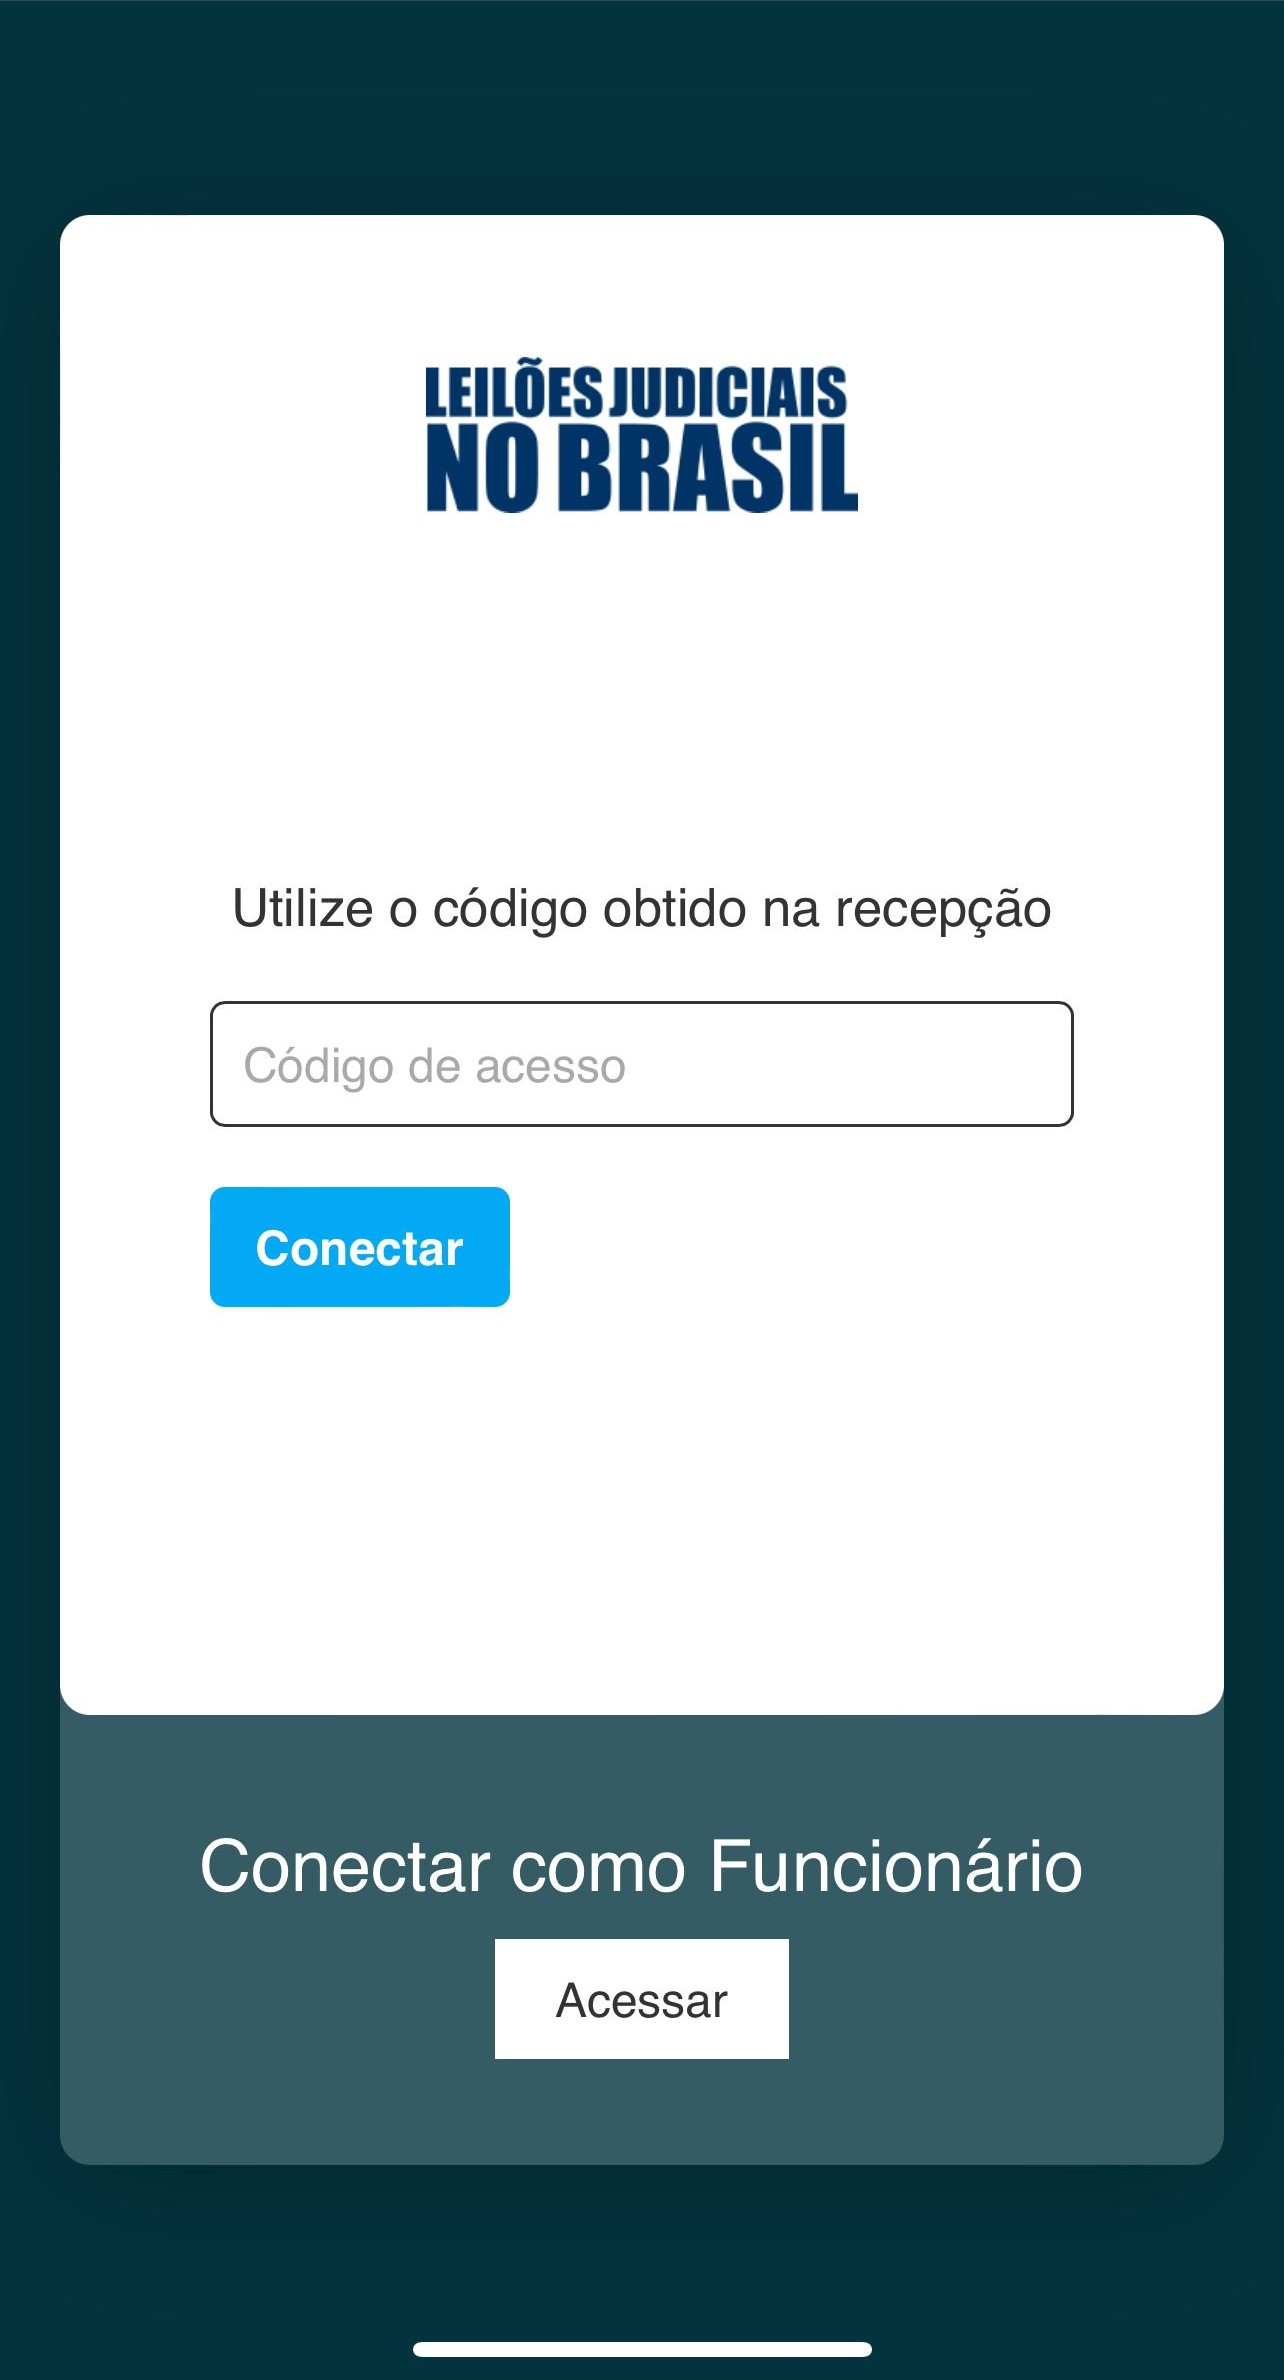 LEILÕES JUDICIAIS
NO BRASIL
Utilize o código obtido na recepção
Código de acesso
Conectar
Conectar como Funcionário
Acessar